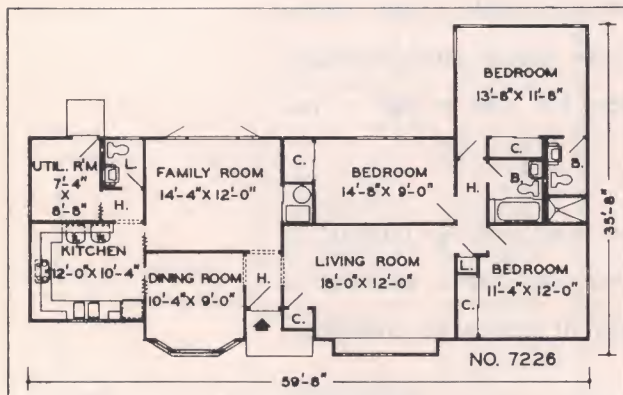 BEDROOM
13'-8" X 11'-8"
C.
B.
UTIL. R'M
7'-4"
X
8'-8"
L.
H.
FAMILY ROOM
14'-4" X 12'-0"
C.
BEDROOM
14'-8" X 9'-0"
H.
B.
KITCHEN
12'-0" X 10'-4"
DINING ROOM
10'-4" X 9'-0"
H.
LIVING ROOM
18'-0" X 12'-0"
C.
L.
C.
BEDROOM
11'-4" X 12'-0"
NO. 7226
59'-8"
35'-8"